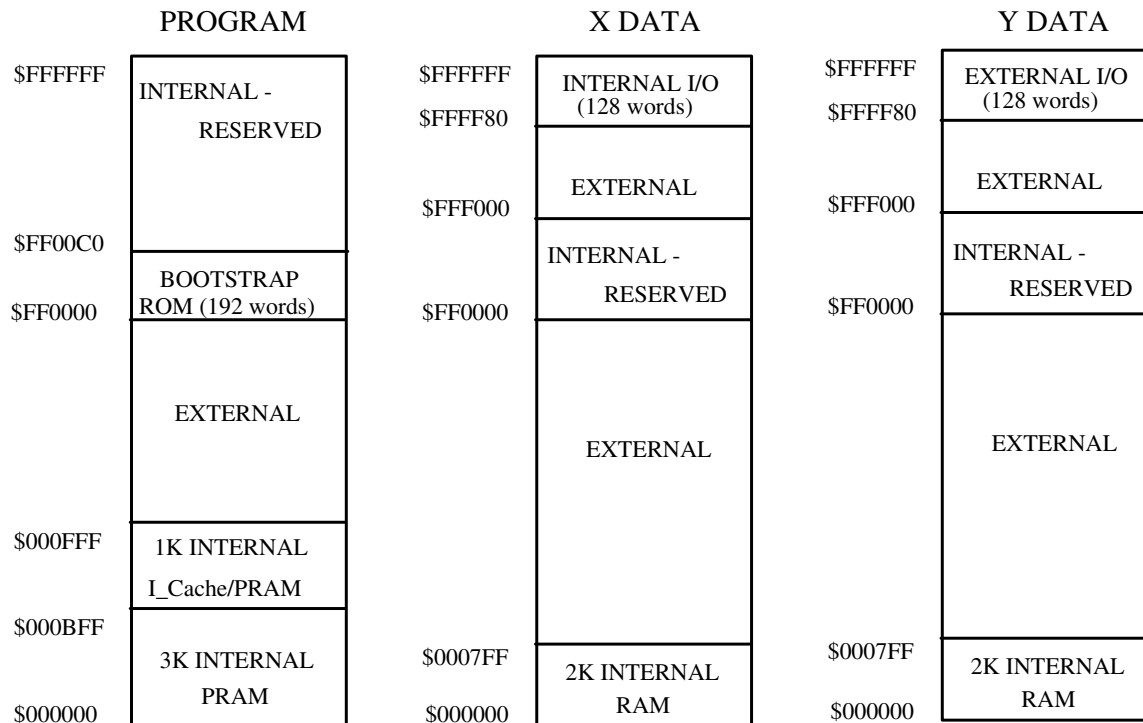 PROGRAM
$FFFFFF
INTERNAL -
RESERVED
$FF00C0
BOOTSTRAP
ROM (192 words)
$FF0000
EXTERNAL
$000FFF
1K INTERNAL
I_Cache/PRAM
$000BFF
3K INTERNAL
PRAM
$000000
X DATA
$FFFFFF
INTERNAL I/O
(128 words)
$FFFF80
EXTERNAL
$FFF000
INTERNAL -
RESERVED
$FF0000
EXTERNAL
$0007FF
2K INTERNAL
RAM
$000000
Y DATA
$FFFFFF
EXTERNAL I/O
(128 words)
$FFFF80
EXTERNAL
$FFF000
INTERNAL -
RESERVED
$FF0000
EXTERNAL
$0007FF
2K INTERNAL
RAM
$000000